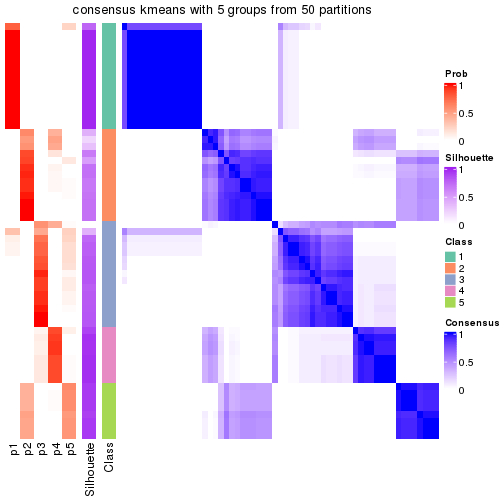 consensus kmeans with 5 groups from 50 partitions
Prob
1
0.5
0
Silhouette
1
0.5
0
Class
1
2
3
4
5
Consensus
1
0.5
0
p1
p2
p3
p4
p5
Silhouette
Class